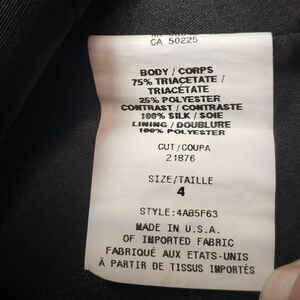 CA 50225
BODY / CORPS
75% TRIACETATE /
TRIACÉTATE
25% POLYESTER
CONTRAST / CONTRASTE
100% SILK / SOIE
LINING / DOUBLURE
100% POLYESTER
CUT/COUPA
21876
SIZE/TAILLE
4
STYLE:4AB5F63
MADE IN U.S.A.
OF IMPORTED FABRIC
FABRIQUÉ AUX ETATS-UNIS
À PARTIR DE TISSUS IMPORTÉS